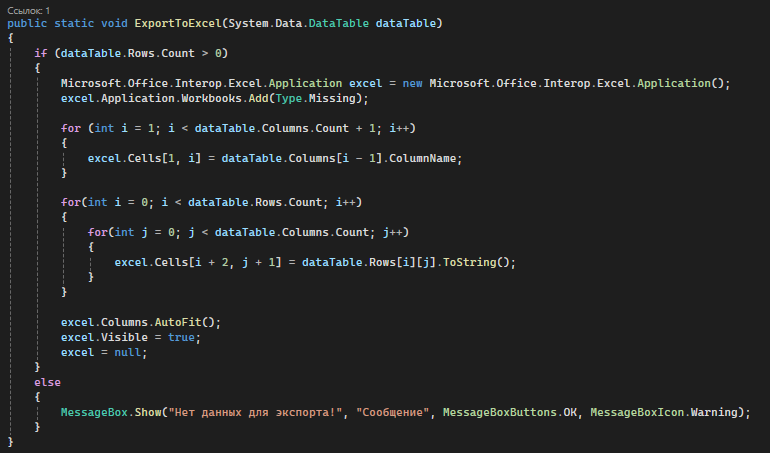 Ссылок: 1
public static void ExportToExcel(System.Data.DataTable dataTable)
{
if (dataTable.Rows.Count > 0)
{
Microsoft.Office.Interop.Excel.Application excel = new Microsoft.Office.Interop.Excel.Application();
excel.Application.Workbooks.Add(Type.Missing);
for (int i = 1; i < dataTable.Columns.Count + 1; i++)
{
excel.Cells[1, i] = dataTable.Columns[i - 1].ColumnName;
}
for(int i = 0; i < dataTable.Rows.Count; i++)
{
for(int j = 0; j < dataTable.Columns.Count; j++)
{
excel.Cells[i + 2, j + 1] = dataTable.Rows[i][j].ToString();
}
}
excel.Columns.AutoFit();
excel.Visible = true;
excel = null;
}
else
{
MessageBox.Show("Нет данных для экспорта!", "Сообщение", MessageBoxButtons.OK, MessageBoxIcon.Warning);
}
}